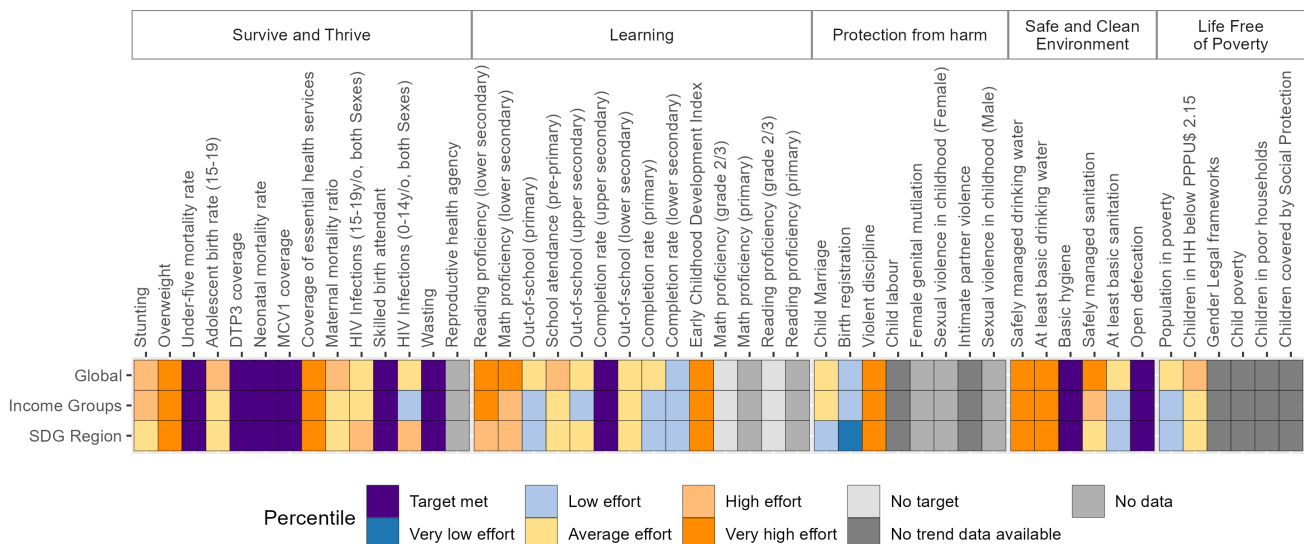 Survive and Thrive
Learning
Protection from harm
Safe and Clean
Environment
Life Free
of Poverty
Stunting
Overweight
Under-five mortality rate
Adolescent birth rate (15-19)
DTP3 coverage
Neonatal mortality rate
MCV1 coverage
Coverage of essential health services
Maternal mortality ratio
HIV Infections (15-19y/o, both Sexes)
Skilled birth attendant
HIV Infections (0-14y/o, both Sexes)
Wasting
Reproductive health agency
Reading proficiency (lower secondary)
Math proficiency (lower secondary)
Out-of-school (primary)
School atendance (pre-primary)
Out-of-school (upper secondary)
Completion rate (upper secondary)
Out-of-school (lower secondary)
Completion rate (primary)
Completion rate (lower secondary)
Early Childhood Development Index
Math proficiency (grade 2/3)
Math proficiency (primary)
Reading proficiency (grade 2/3)
Reading proficiency (primary)
Child Marriage
Birth registration
Violent discipline
Child labour
Female genital mutilation
Sexual violence in childhood (Female)
Intimate partner violence
Sexual violence in childhood (Male)
Safely managed drinking water
At least basic drinking water
Basic hygiene
Safely managed sanitation
At least basic sanitation
Open defecation
Population in poverty
Children in HH below PPPU$ 2.15
Gender Legal frameworks
Child poverty
Children in poor households
Children covered by Social Protection
Global
Income Groups
SDG Region
Percentile
Target met
Low effort
High effort
No target
No data
Very low effort
Average effort
Very high effort
No trend data available